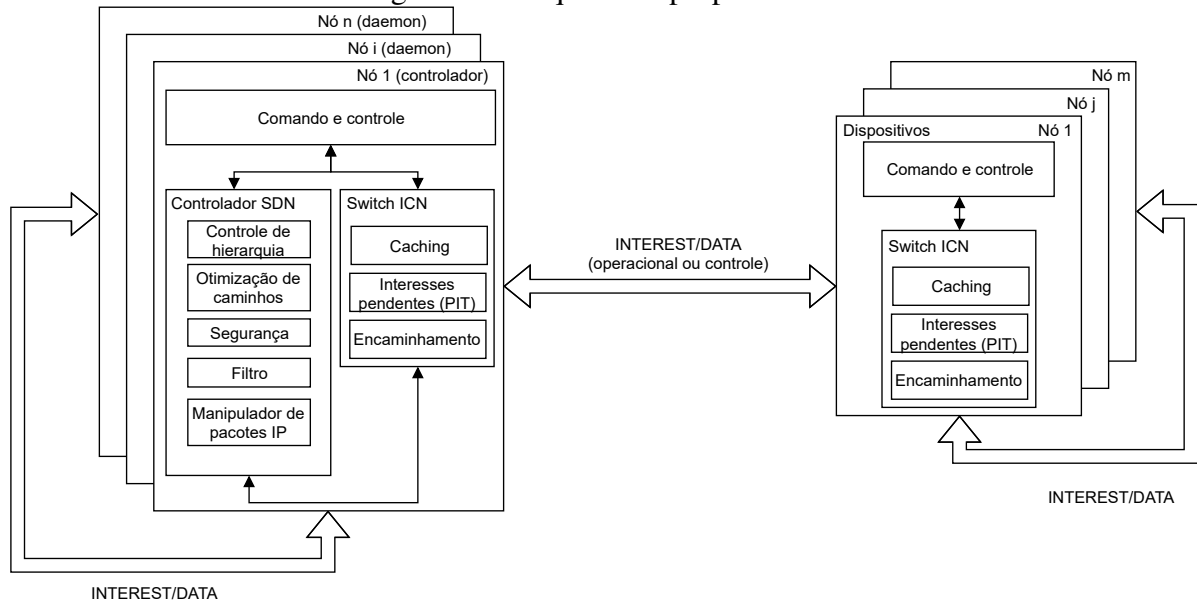 Nó n (daemon)
Nó i (daemon)
Nó 1 (controlador)
Comando e controle
Controlador SDN
Controle de
hierarquia
Otimização de
caminhos
Segurança
Filtro
Manipulador de
pacotes IP
Switch ICN
Caching
Interesses
pendentes (PIT)
Encaminhamento
INTEREST/DATA
INTEREST/DATA
(operacional ou controle)
Nó m
Nó j
Dispositivos Nó 1
Comando e controle
Switch ICN
Caching
Interesses
pendentes (PIT)
Encaminhamento
INTEREST/DATA